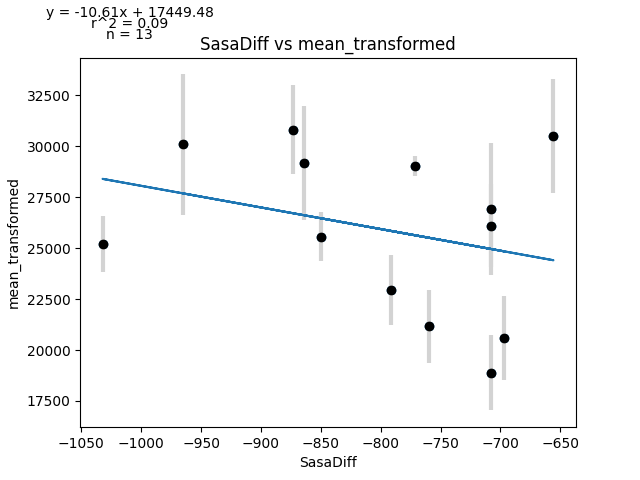 y = -10.61x + 17449.48
r^2 = 0.09
n = 13
SasaDiff vs mean_transformed
32500
30000
27500
25000
22500
20000
17500
mean_transformed
−1050 −1000 −950 −900 −850 −800 −750 −700 −650
SasaDiff